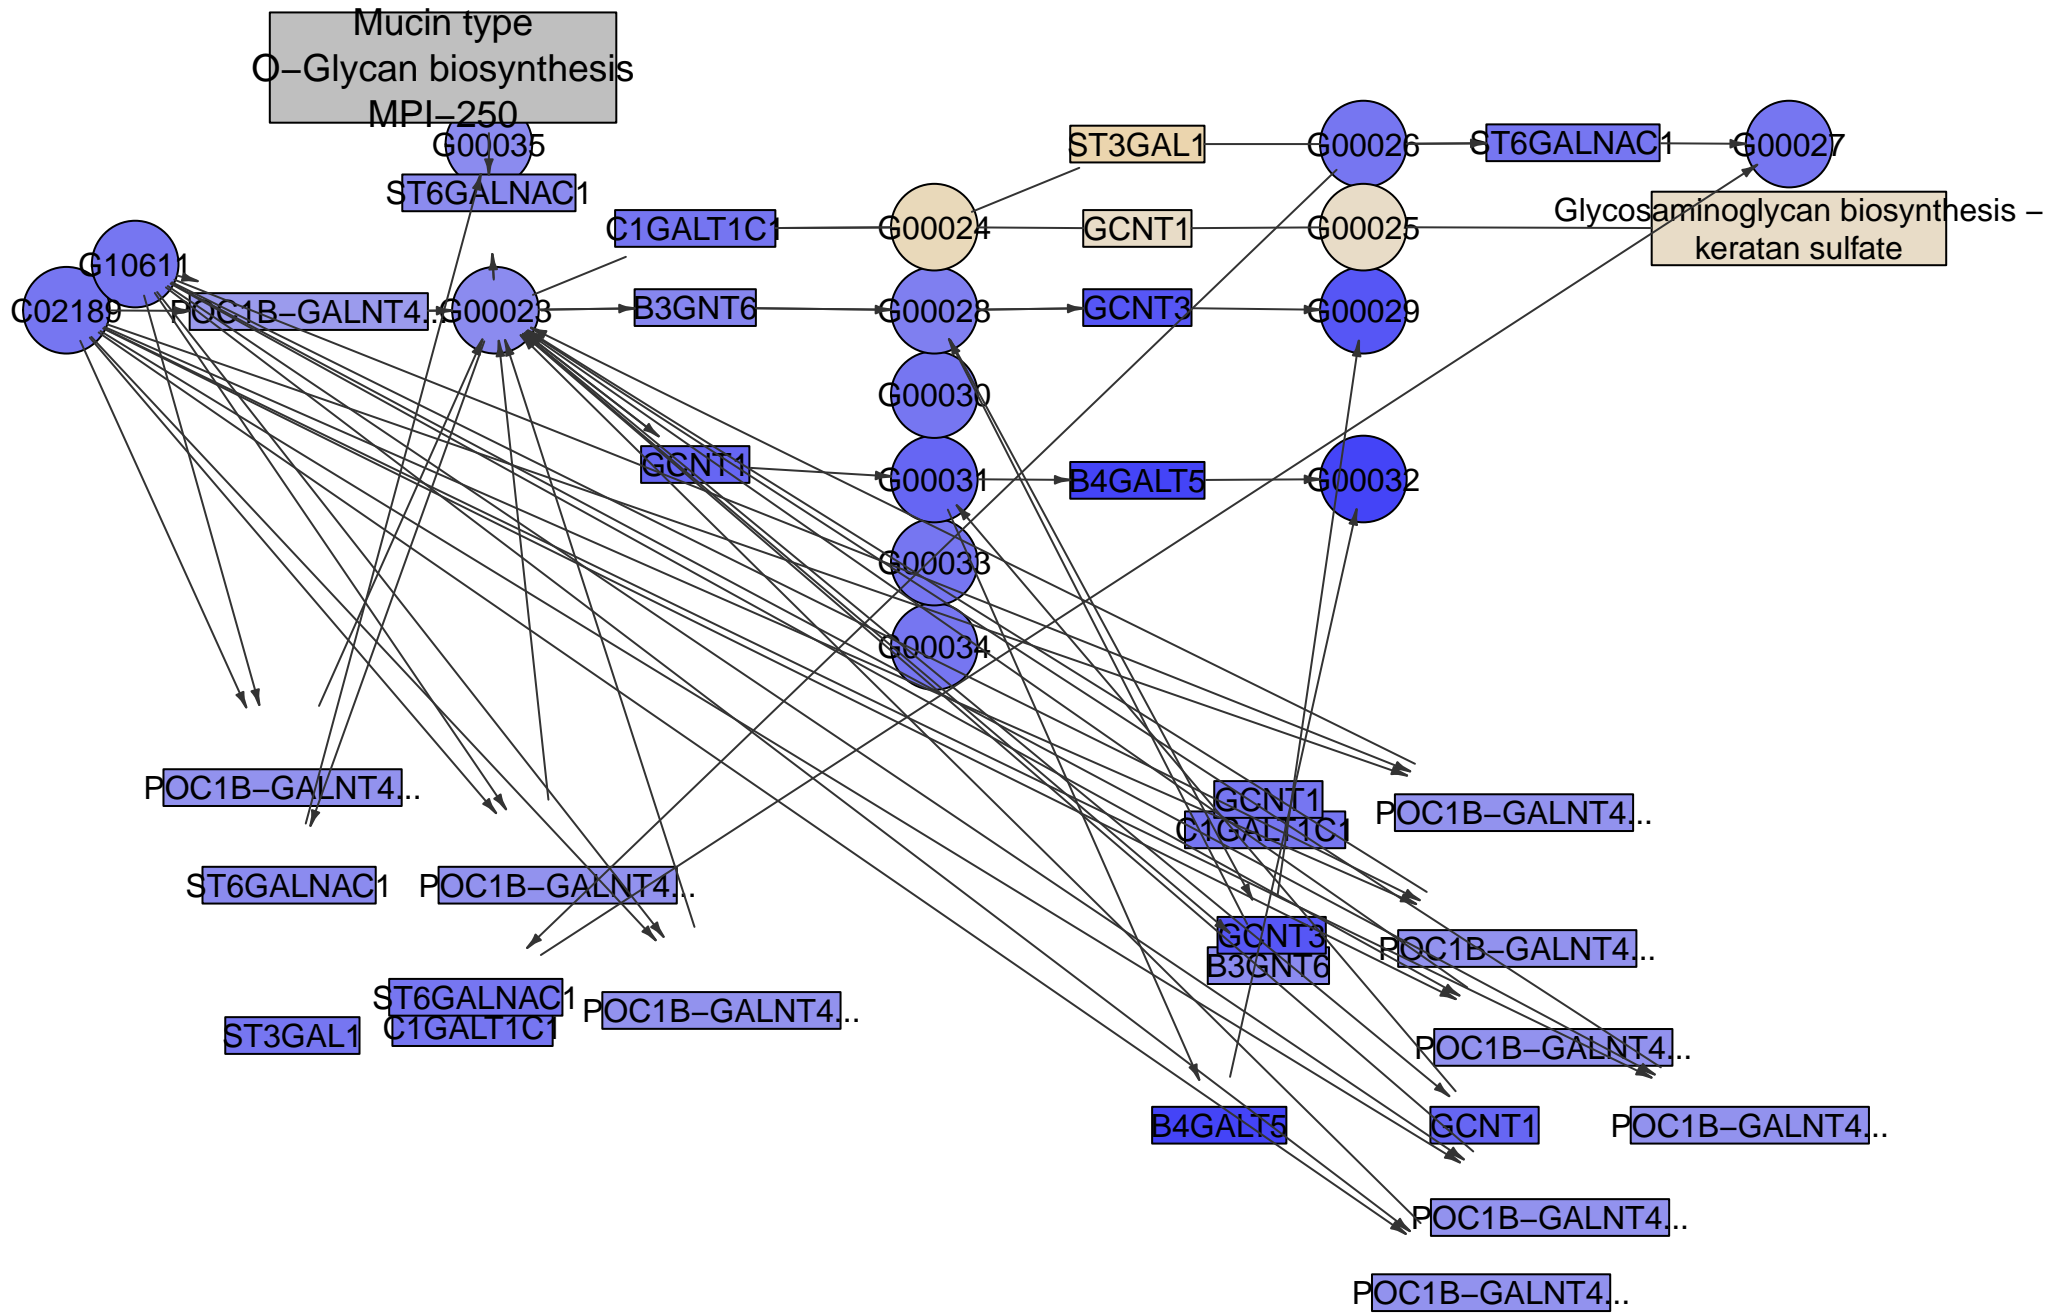 Mucin type
O−Glycan biosynthesis
MPI−250
G00035
ST3GAL1
G00026
ST6GALNAC1
G00027
ST6GALNAC1
C1GALT1C1
G00024
GCNT1
G00025
Glycosaminoglycan biosynthesis −
keratan sulfate
G10611
C02189
POC1B−GALNT4...
G00023
B3GNT6
G00028
GCNT3
G00029
G00030
GCNT1
G00031
B4GALT5
G00032
G00033
G00034
POC1B−GALNT4...
GCNT1
POC1B−GALNT4...
C1GALT1C1
ST6GALNAC1
POC1B−GALNT4...
GCNT3
POC1B−GALNT4...
B3GNT6
ST6GALNAC1
POC1B−GALNT4...
ST3GAL1
C1GALT1C1
POC1B−GALNT4...
B4GALT5
GCNT1
POC1B−GALNT4...
POC1B−GALNT4...
POC1B−GALNT4...